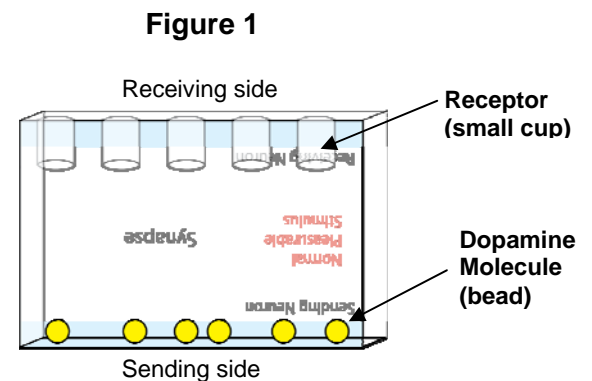 Figure 1
Receiving side
Receptor
(small cup)
Receiving Neuron
Synapse
Normal
Pleasurable
Stimulus
Dopamine
Molecule
(bead)
Sending Neuron
Sending side